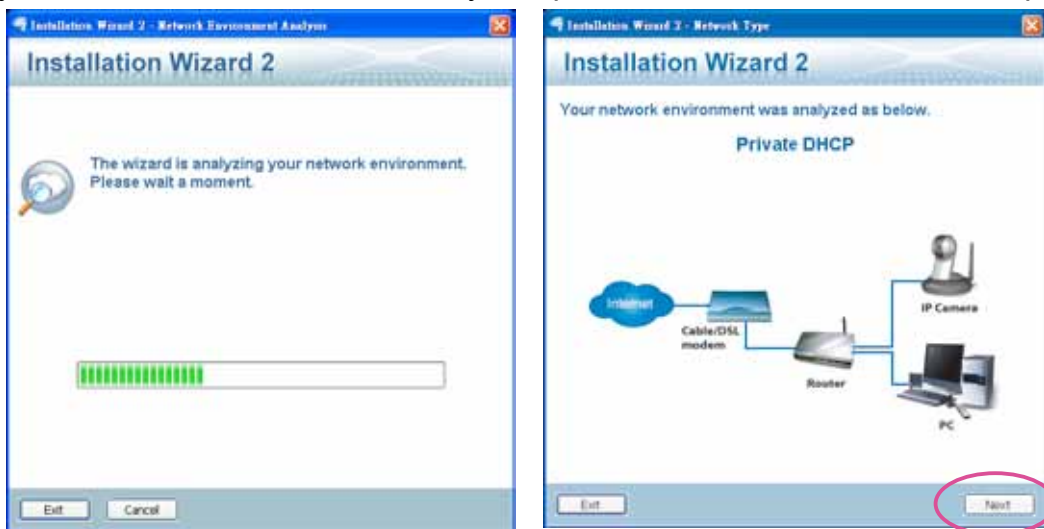 Installation Wizard 2 - Network Environment Analysis
Installation Wizard 2
The wizard is analyzing your network environment.
Please wait a moment.
Exit
Cancel
Installation Wizard 2 - Network Type
Installation Wizard 2
Your network environment was analyzed as below.
Private DHCP
Internet
Cable/DSL
modem
Router
IP Camera
PC
Exit
Next